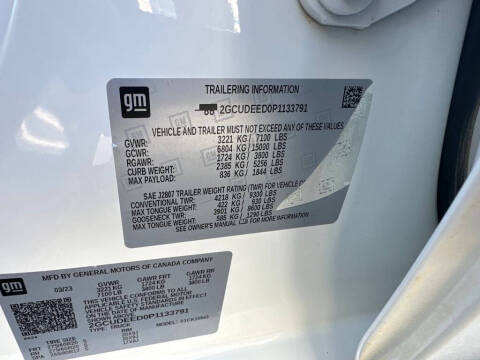 gm
TRAILERING INFORMATION
2GCUDEED0P1133791
VEHICLE AND TRAILER MUST NOT EXCEED ANY OF THESE VALUES
GVWR: 3221 KG / 7100 LBS
GCWR: 6804 KG / 15000 LBS
RGAWR: 1724 KG / 3800 LBS
CURB WEIGHT: 2385 KG / 5256 LBS
MAX PAYLOAD: 836 KG / 1844 LBS
SAE J2807 TRAILER WEIGHT RATING (TWR) FOR VEHICLE
CONVENTIONAL TWR: 4218 KG / 9300 LBS
MAX TONGUE WEIGHT: 422 KG / 930 LBS
GOOSENECK TWR: 3901 KG / 8600 LBS
MAX TONGUE WEIGHT: 585 KG / 1290 LBS
SEE OWNER'S MANUAL FOR MORE INFORMATION
gm
MFD BY GENERAL MOTORS OF CANADA COMPANY
03/23 GVWR GAWR FRT GAWR RR
1724 KG 1724 KG
7100 LB 3800 LB 3800 LB
2GCUDEED0P1133791
TYPE: TRUCK MODEL: